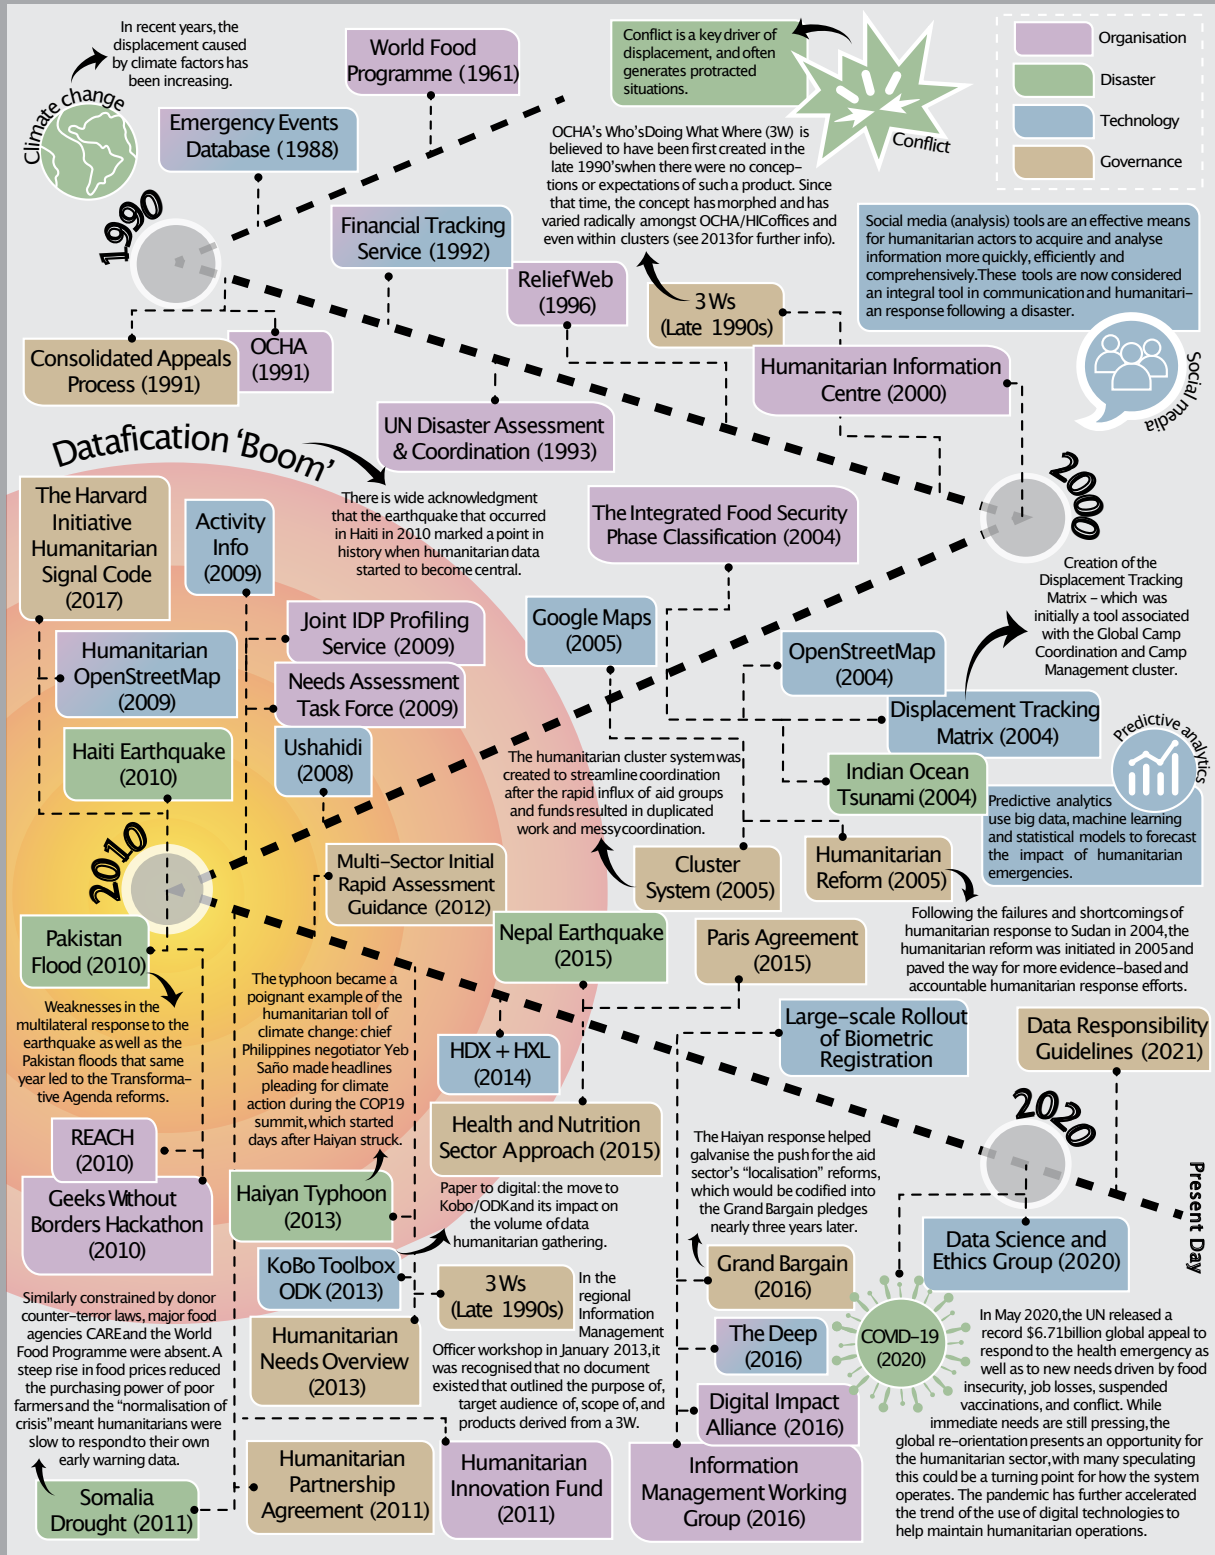 In recent years, the
displacement caused
by climate factors has
been increasing.
Climate change
World Food
Programme (1961)
Emergency Events
Database (1988)
Conflict is a key driver of
displacement, and often
generates protracted
situations.
Conflict
Organisation
Disaster
Technology
Governance
1990
OCHA's Who'sDoing What Where (3W) is
believed to have been first created in the
late 1990'swhen there were no concep-
tions or expectations of such a product. Since
that time, the concept hasmorphed and has
varied radically amongst OCHA/HICoffices and
even within clusters (see 2013for further info).
Financial Tracking
Service (1992)
ReliefWeb
(1996)
3Ws
(Late 1990s)
Social media (analysis) tools are an effective means
for humanitarian actors to acquire and analyse
information more quickly, efficiently and
comprehensively.These tools are now considered
an integral tool in communication and humanitari-
an response following a disaster.
Social media
Consolidated Appeals
Process (1991)
OCHA
(1991)
Humanitarian Information
Centre (2000)
UN Disaster Assessment
& Coordination (1993)
Datafication ‘Boom’
There is wide acknowledgment
that the earthquake that occurred
in Haiti in 2010 marked a point in
history when humanitarian data
started to become central.
2000
The Harvard
Initiative
Humanitarian
Signal Code
(2017)
Activity
Info
(2009)
The Integrated Food Security
Phase Classification (2004)
Creation of the
Displacement Tracking
Matrix – which was
initially a tool associated
with the Global Camp
Coordination and Camp
Management cluster.
Joint IDP Profiling
Service (2009)
Google Maps
(2005)
Humanitarian
OpenStreetMap
(2009)
Needs Assessment
Task Force (2009)
OpenStreetMap
(2004)
Displacement Tracking
Matrix (2004)
Haiti Earthquake
(2010)
Ushahidi
(2008)
The humanitarian cluster system was
created to streamline coordination
after the rapid influx of aid groups
and funds resulted in duplicated
work and messycoordination.
Indian Ocean
Tsunami (2004)
Predictive analytics
Predictive analytics
use big data, machine learning
and statistical models to forecast
the impact of humanitarian
emergencies.
2010
Multi–Sector Initial
Rapid Assessment
Guidance (2012)
Cluster
System (2005)
Humanitarian
Reform (2005)
Following the failures and shortcomingsof
humanitarian response to Sudan in 2004,the
humanitarian reform was initiated in 2005and
paved the way for more evidence–based and
accountable humanitarian response efforts.
Pakistan
Flood (2010)
Nepal Earthquake
(2015)
Paris Agreement
(2015)
Weaknesses in the
multilateral response to the
earthquake as well as the
Pakistan floods that same
year led to the Transforma–
tive Agenda reforms.
The typhoon became a
poignant example of the
humanitarian toll of
climate change: chief
Philippines negotiator Yeb
Saño made headlines
pleading for climate
action during the COP19
summit, which started
days after Haiyan struck.
HDX + HXL
(2014)
Large–scale Rollout
of Biometric
Registration
Data Responsibility
Guidelines (2021)
2020
Present Day
REACH
(2010)
Geeks Without
Borders Hackathon
(2010)
Health and Nutrition
Sector Approach (2015)
The Haiyan response helped
galvanise the push for the aid
sector's “localisation” reforms,
which would be codified into
the Grand Bargain pledges
nearly three years later.
Haiyan Typhoon
(2013)
Paper to digital: the move to
Kobo/ODKand its impact on
the volume of data
humanitarian gathering.
Data Science and
Ethics Group (2020)
KoBo Toolbox
ODK (2013)
3Ws
(Late 1990s)
In the
regional
Information
Management
Officer workshop in January 2013,it
was recognised that no document
existed that outlined the purpose of,
target audience of, scope of, and
products derived from a 3W.
Grand Bargain
(2016)
Similarly constrained by donor
counter–terror laws, major food
agencies CAREand the World
Food Programme were absent. A
steep rise in food prices reduced
the purchasing power of poor
farmersand the “normalisation of
crisis”meant humanitarians were
slow to respondto their own
early warning data.
Humanitarian
Needs Overview
(2013)
The Deep
(2016)
COVID–19
(2020)
In May 2020,the UN released a
record $6.71billion global appeal to
respond to the health emergency as
well as to new needs driven by food
insecurity, job losses, suspended
vaccinations, and conflict. While
immediate needs are still pressing, the
global re–orientation presents an opportunity for
the humanitarian sector,with many speculating
this could be a turning point for how the system
operates. The pandemic has further accelerated
the trend of the use of digital technologies to
help maintain humanitarian operations.
Digital Impact
Alliance (2016)
Somalia
Drought (2011)
Humanitarian
Partnership
Agreement (2011)
Humanitarian
Innovation Fund
(2011)
Information
Management Working
Group (2016)